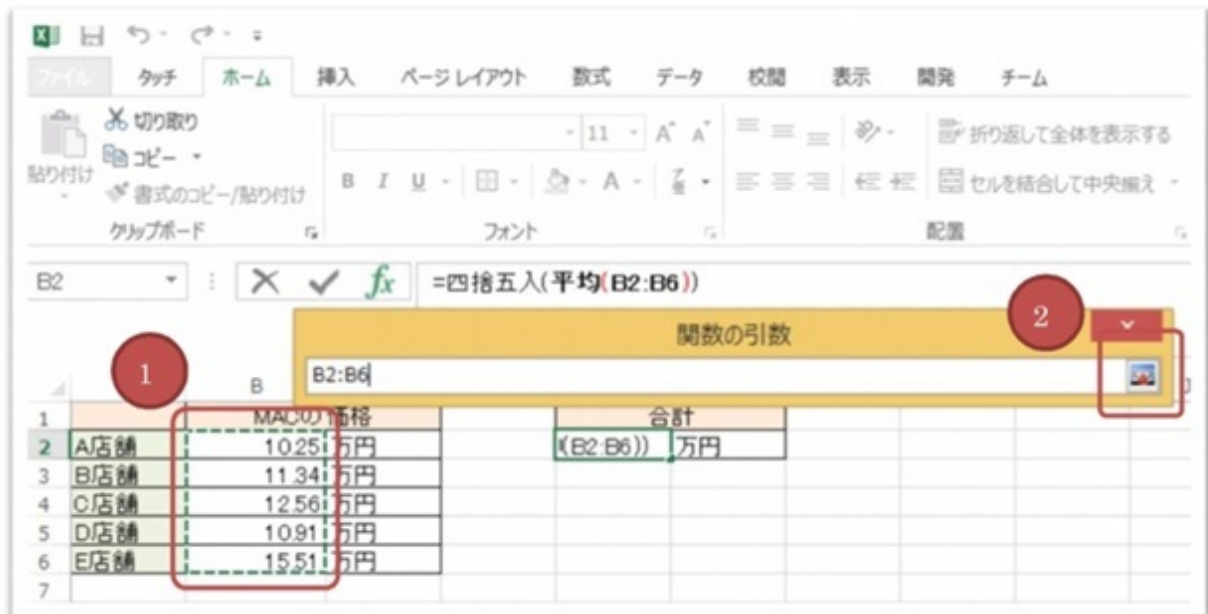 ファイル タッチ ホーム 挿入 ページ レイアウト 数式 データ 校閲 表示 開発 チーム
切り取り
コピー
貼り付け
書式のコピー/貼り付け
11 A A
折り返して全体を表示する
B I U A
セルを結合して中央揃え
クリップボード フォント 配置
B2 fx =四捨五入(平均(B2:B6))
2
関数の引数
1
B
B2:B6
1 MACの価格 合計
2 A店舗 10.25 万円 (B2:B6)) 万円
3 B店舗 11.34 万円
4 C店舗 12.56 万円
5 D店舗 10.91 万円
6 E店舗 15.51 万円
7